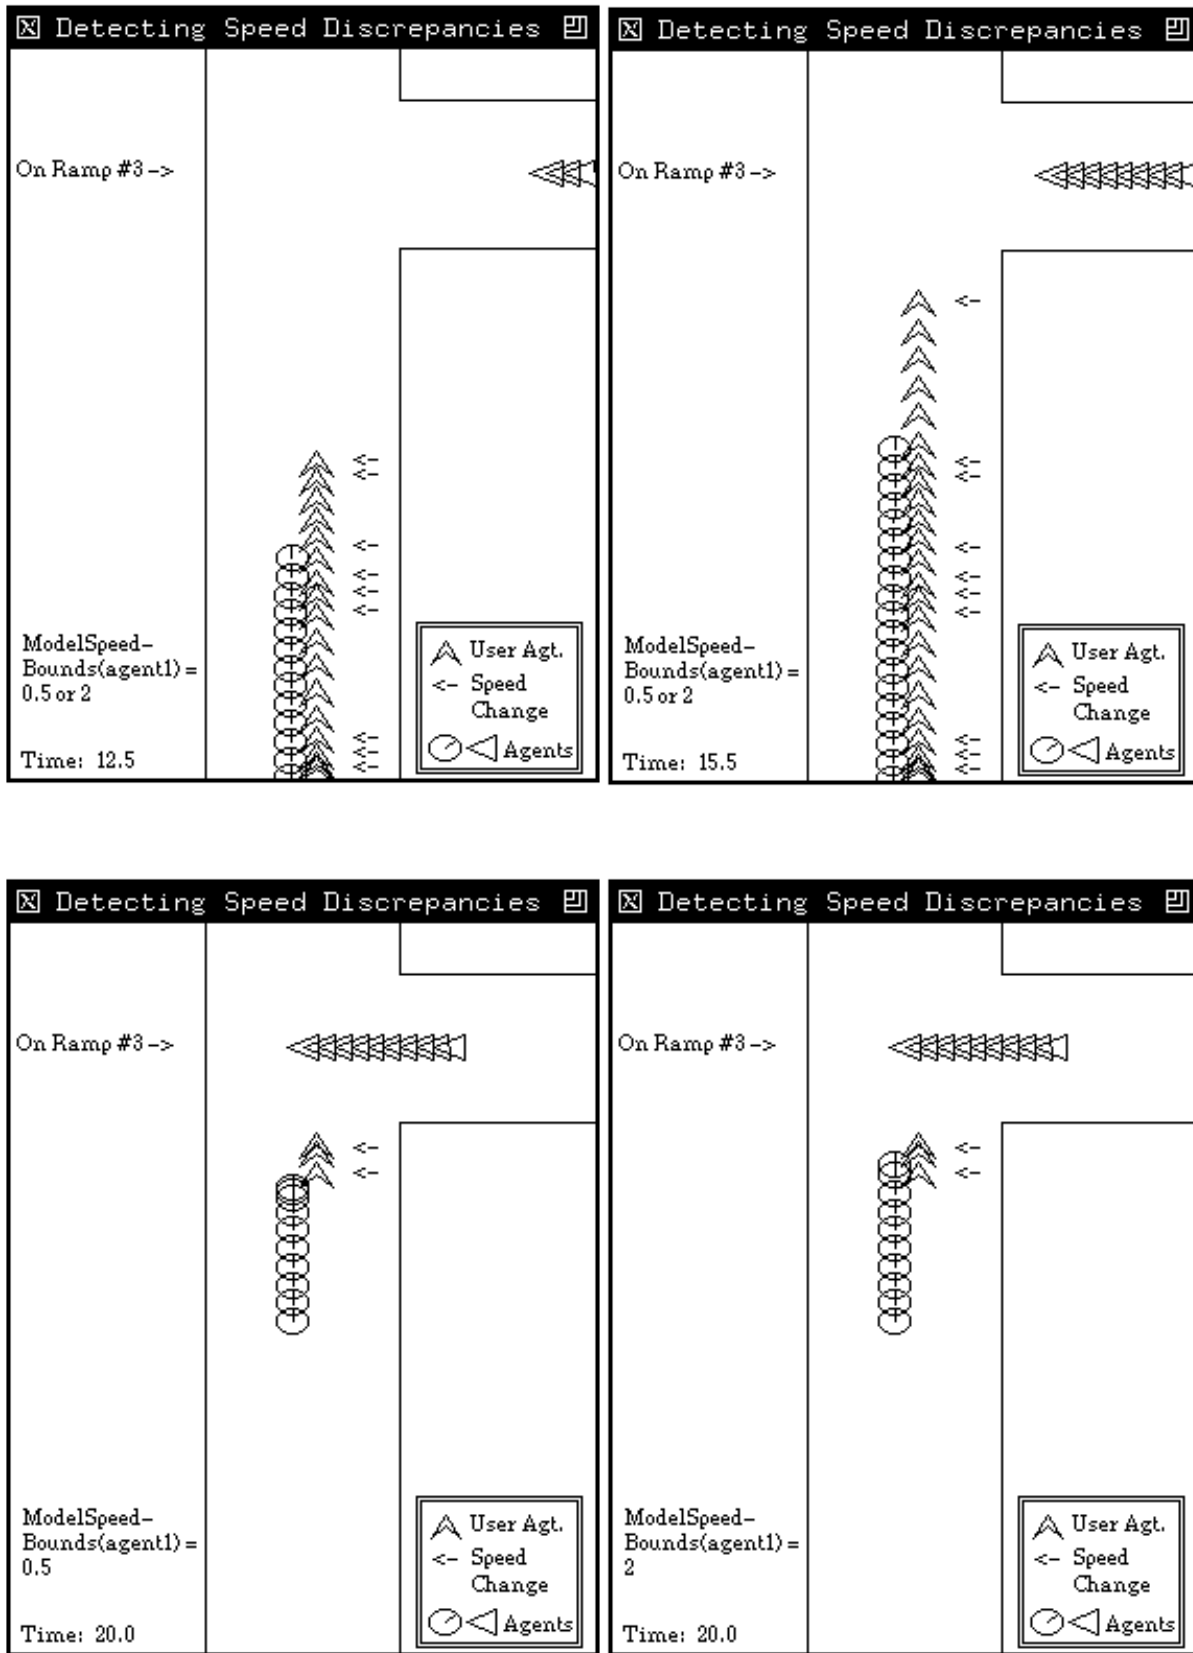 Detecting Speed Discrepancies
On Ramp #3 ->
<-
<-
<-
<-
<-
<-
ModelSpeed-
Bounds(agent1) =
0.5 or 2
<-
<-
<-
Time: 12.5
User Agt.
<- Speed
Change
Agents
Detecting Speed Discrepancies
On Ramp #3 ->
<-
<-
<-
<-
<-
<-
<-
ModelSpeed-
Bounds(agent1) =
0.5 or 2
<-
<-
<-
Time: 15.5
User Agt.
<- Speed
Change
Agents
Detecting Speed Discrepancies
On Ramp #3 ->
<-
<-
ModelSpeed-
Bounds(agent1) =
0.5
Time: 20.0
User Agt.
<- Speed
Change
Agents
Detecting Speed Discrepancies
On Ramp #3 ->
<-
<-
ModelSpeed-
Bounds(agent1) =
2
Time: 20.0
User Agt.
<- Speed
Change
Agents